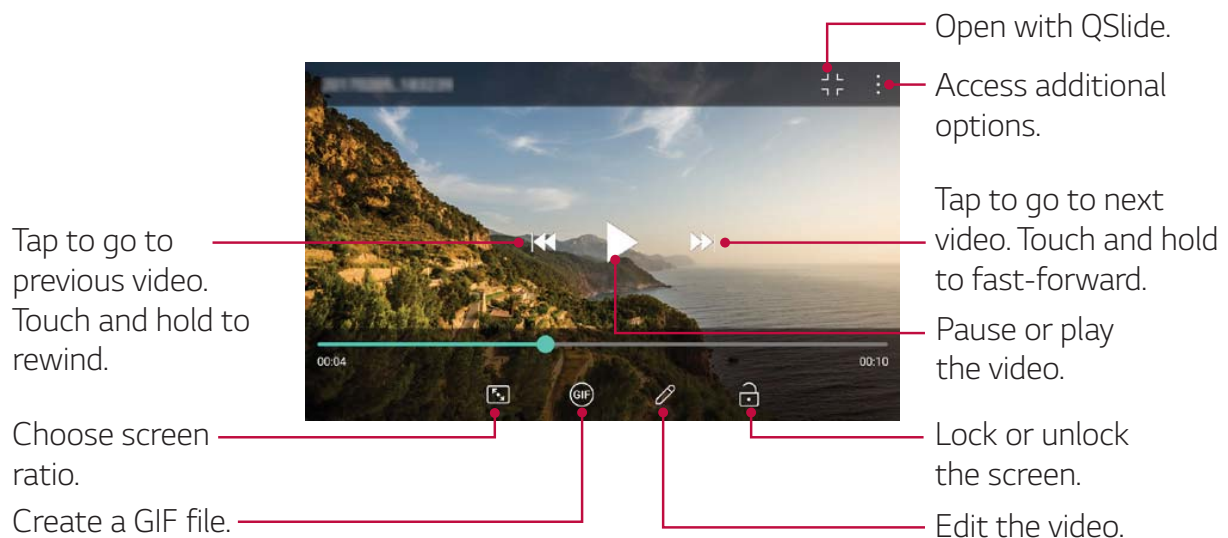 Open with QSlide.
Access additional
options.
Tap to go to next
video. Touch and hold
to fast-forward.
Tap to go to
previous video.
Touch and hold to
rewind.
Pause or play
the video.
00:04
00:10
GIF
Choose screen
ratio.
Lock or unlock
the screen.
Create a GIF file.
Edit the video.